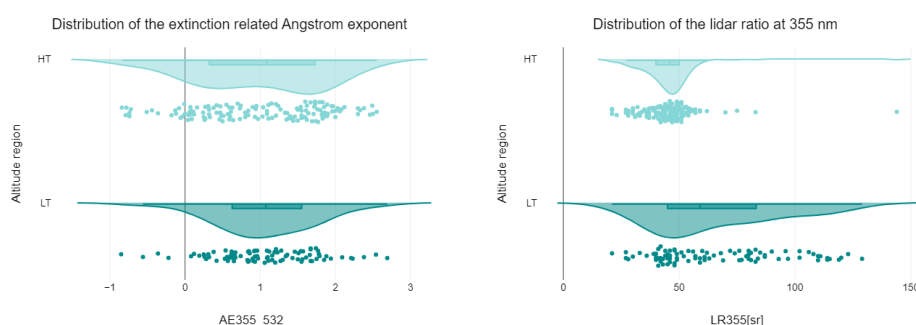 Distribution of the extinction related Angstrom exponent
HT
LT
Altitude region
−1 0 1 2 3
AE355_532
Distribution of the lidar ratio at 355 nm
HT
LT
Altitude region
0 50 100 150
LR355[sr]